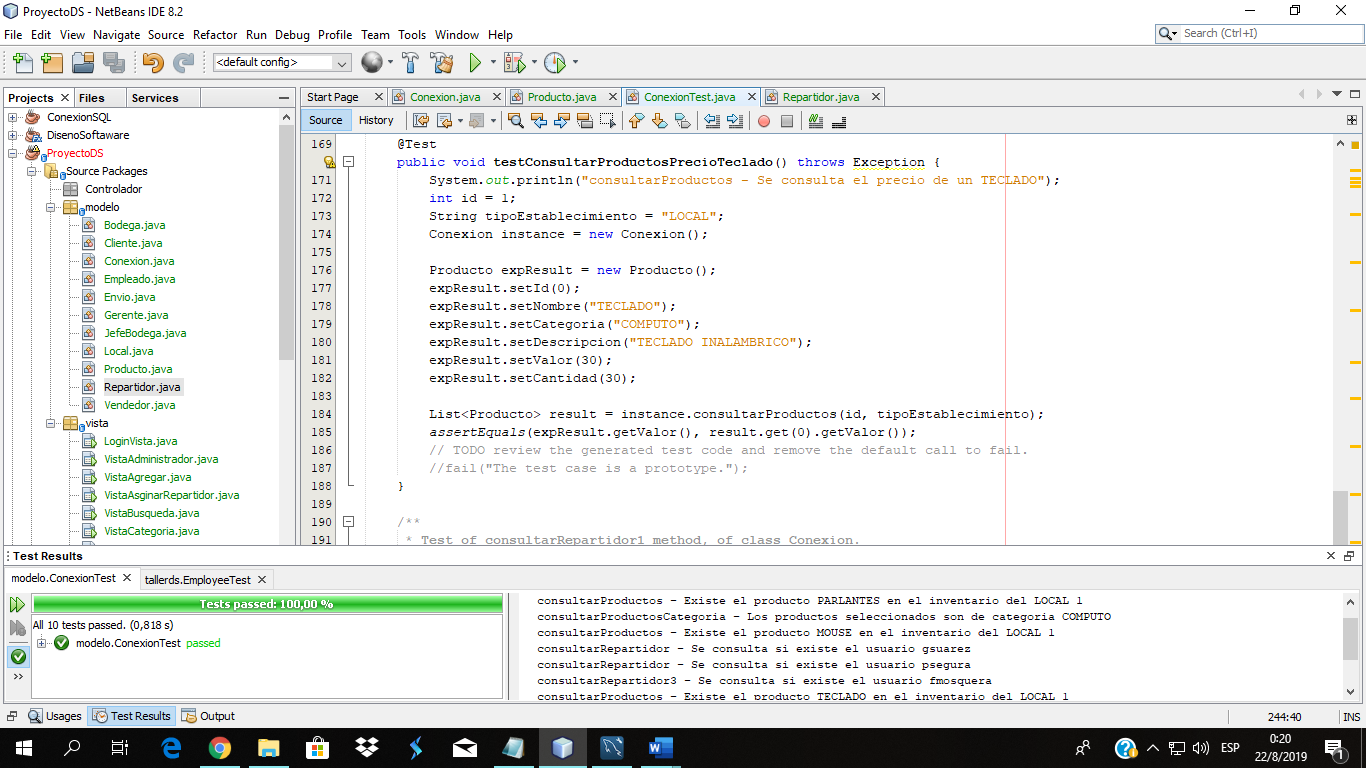 ProyectoDS - NetBeans IDE 8.2
File Edit View Navigate Source Refactor Run Debug Profile Team Tools Window Help
Search (Ctrl+I)
<default config>
Projects Files Services
Start Page Conexion.java Producto.java ConexionTest.java Repartidor.java
Source History
ConexionSQL
DisenoSoftaware
ProyectoDS
Source Packages
Controlador
modelo
Bodega.java
Cliente.java
Conexion.java
Empleado.java
Envio.java
Gerente.java
JefeBodega.java
Local.java
Producto.java
Repartidor.java
Vendedor.java
vista
LoginVista.java
VistaAdministrador.java
VistaAgregar.java
VistaAsginarRepartidor.java
VistaBusqueda.java
VistaCategoria.java
169 @Test
public void testConsultarProductosPrecioTeclado() throws Exception {
171 System.out.println("consultarProductos - Se consulta el precio de un TECLADO");
172 int id = 1;
173 String tipoEstablecimiento = "LOCAL";
174 Conexion instance = new Conexion();
175
176 Producto expResult = new Producto();
177 expResult.setId(0);
178 expResult.setNombre("TECLADO");
179 expResult.setCategoria("COMPUTO");
180 expResult.setDescripcion("TECLADO INALAMBRICO");
181 expResult.setValor(30);
182 expResult.setCantidad(30);
183
184 List<Producto> result = instance.consultarProductos(id, tipoEstablecimiento);
185 assertEquals(expResult.getValor(), result.get(0).getValor());
186 // TODO review the generated test code and remove the default call to fail.
187 //fail("The test case is a prototype.");
188 }
189
190 /**
191 * Test of consultarRepartidor1 method, of class Conexion.
Test Results
modelo.ConexionTest tallerds.EmployeeTest
Tests passed: 100,00 %
All 10 tests passed. (0,818 s)
modelo.ConexionTest passed
consultarProductos - Existe el producto PARLANTES en el inventario del LOCAL 1
consultarProductosCategoria - Los productos seleccionados son de categoria COMPUTO
consultarProductos - Existe el producto MOUSE en el inventario del LOCAL 1
consultarRepartidor - Se consulta si existe el usuario gsuarez
consultarRepartidor - Se consulta si existe el usuario psegura
consultarRepartidor3 - Se consulta si existe el usuario fmosquera
consultarProductos - Existe el producto TECLADO en el inventario del LOCAL 1
Usages Test Results Output
244:40 INS
ESP
0:20
22/8/2019
1